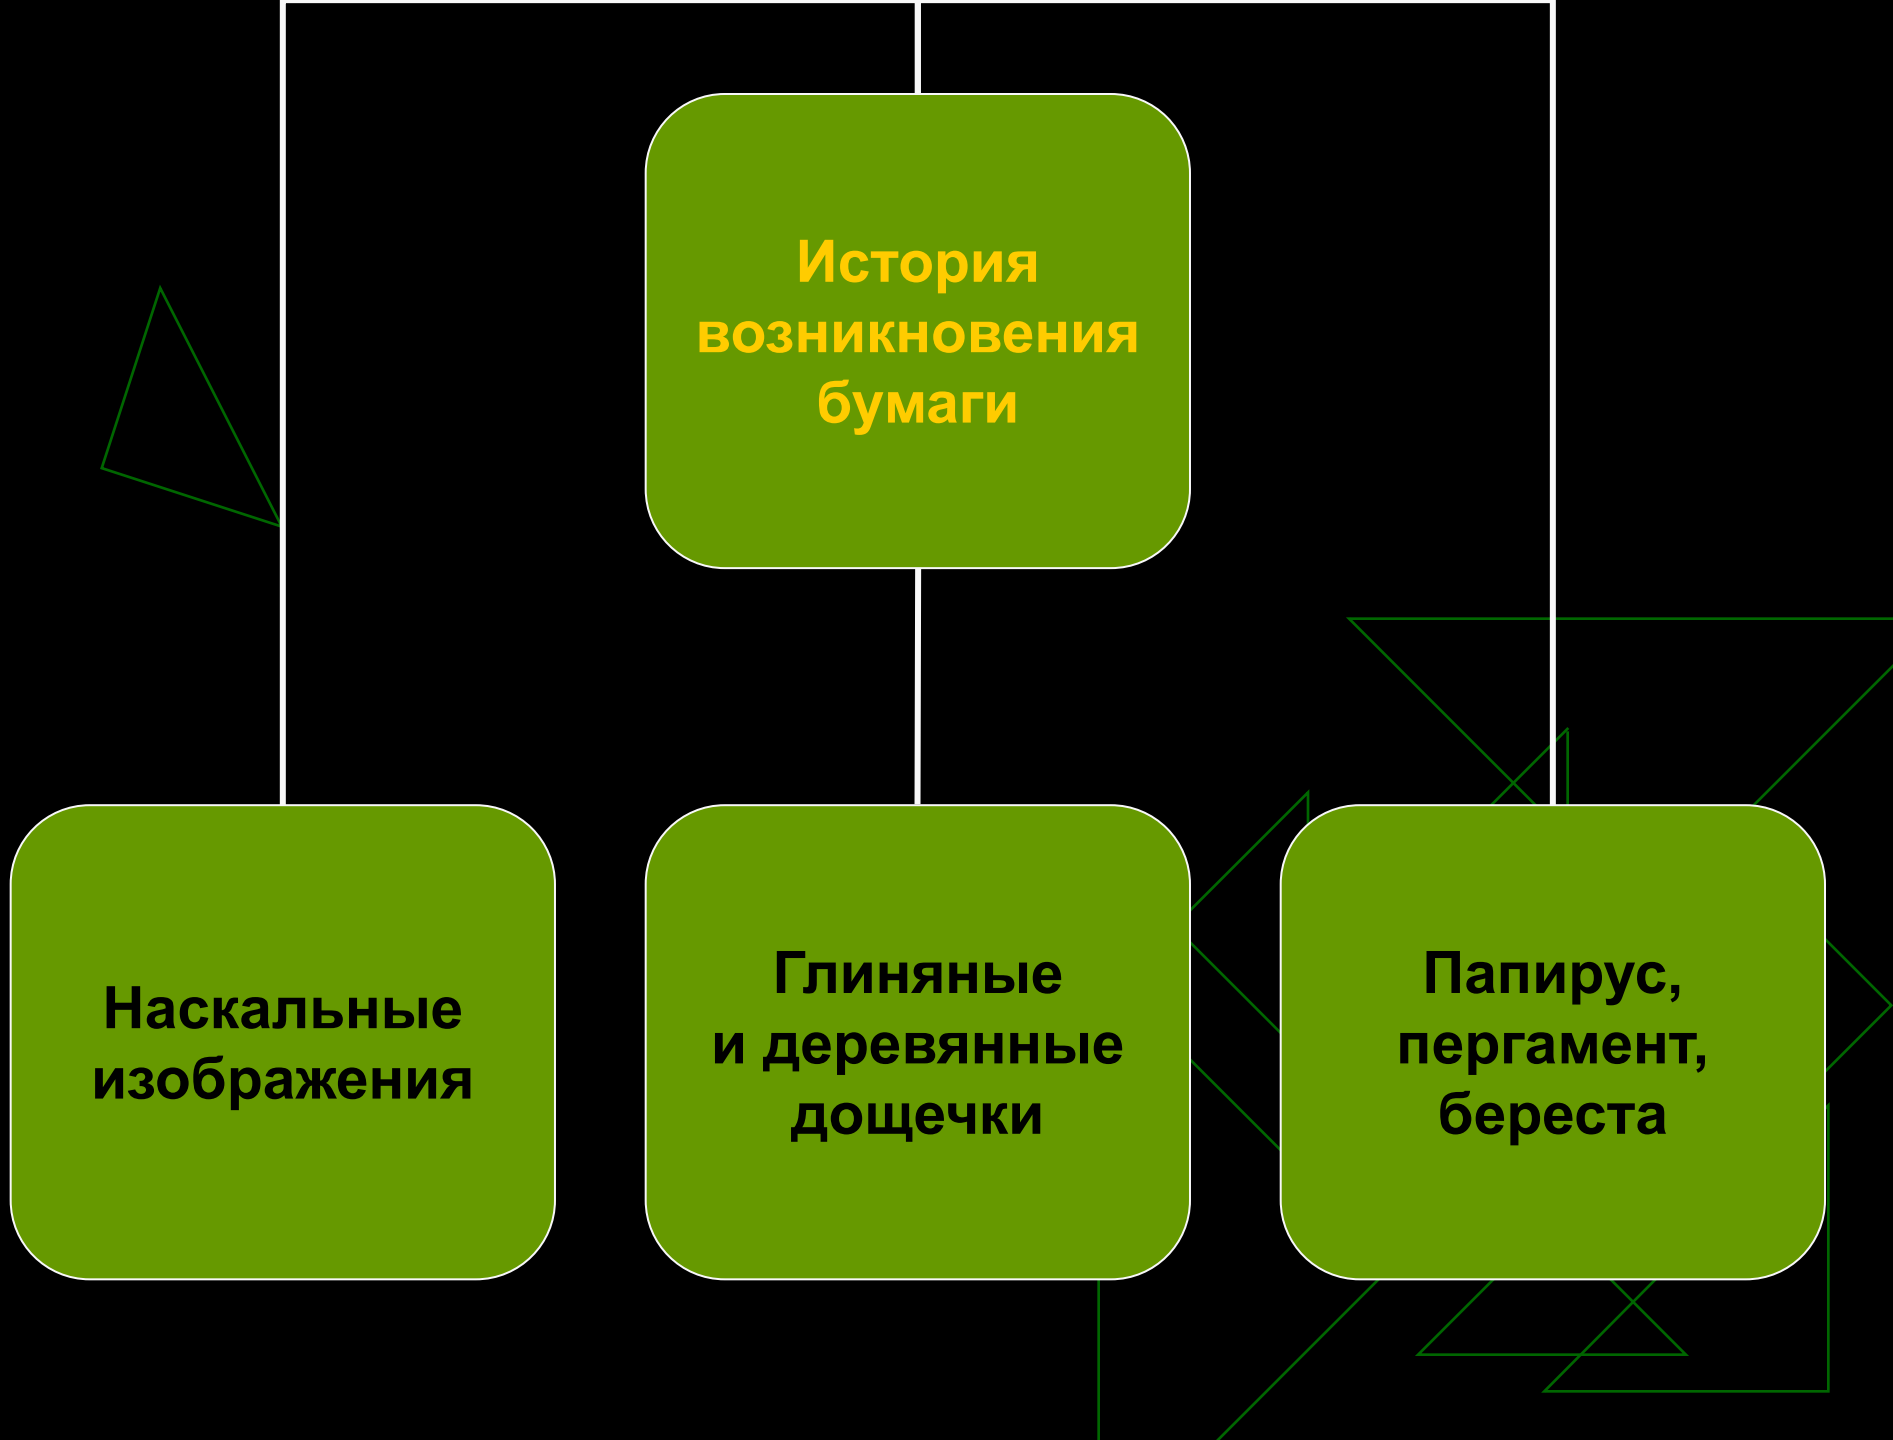 История
возникновения
бумаги
Наскальные
изображения
Глиняные
и деревянные
дощечки
Папирус,
пергамент,
береста